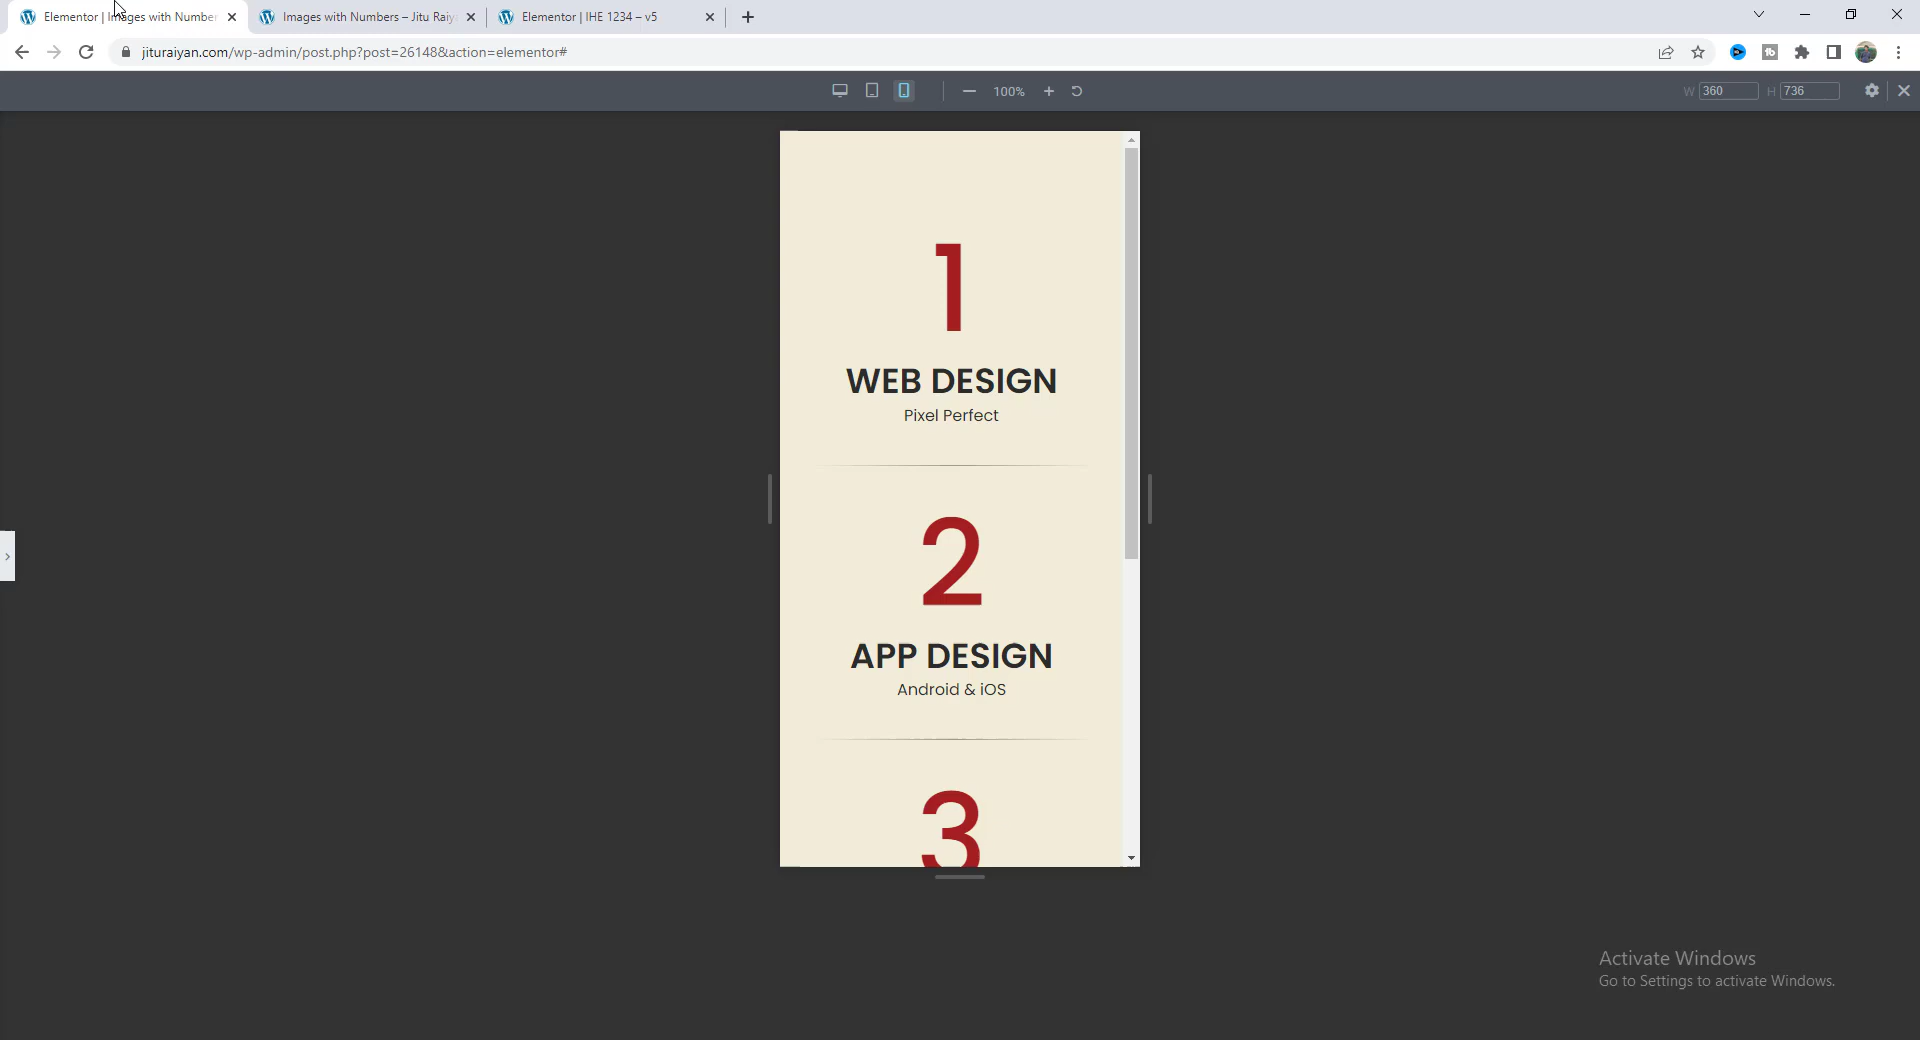 Elementor | Images with Number
Images with Numbers – Jitu Raiy
Elementor | IHE 1234 – v5
jituraiyan.com/wp-admin/post.php?post=26148&action=elementor#
100%
W 360 H 736
1
WEB DESIGN
Pixel Perfect
2
APP DESIGN
Android & iOS
3
Activate Windows
Go to Settings to activate Windows.